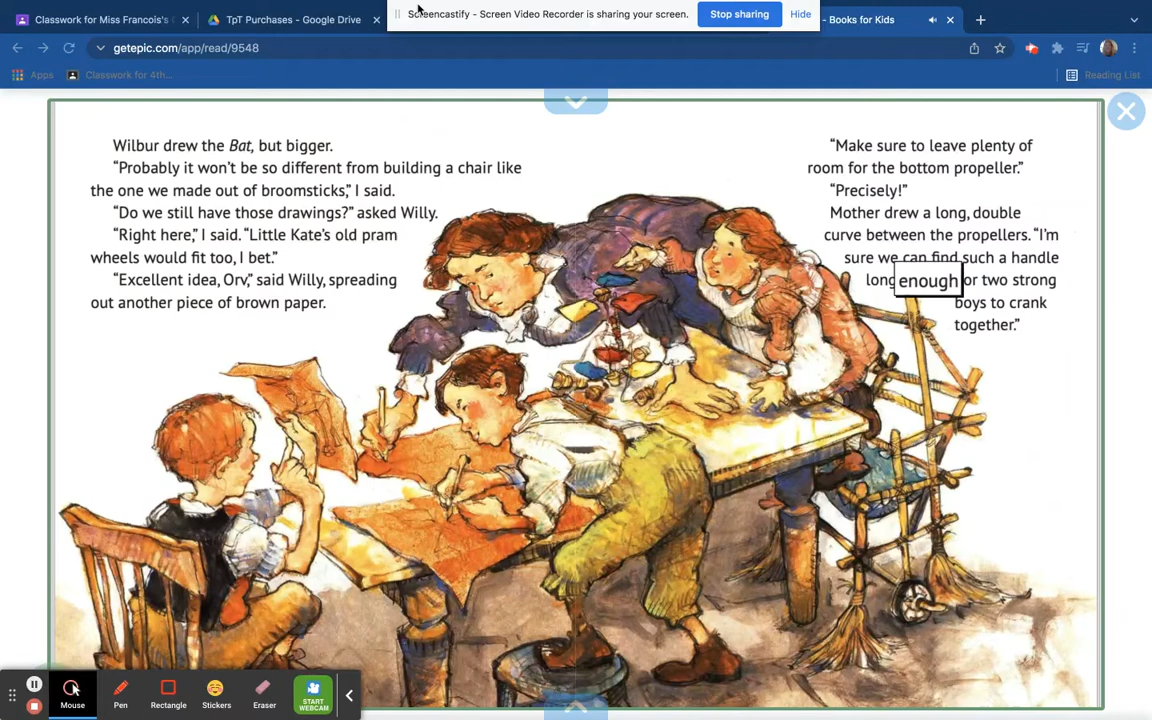 Classwork for Miss Francois's
TpT Purchases - Google Drive
Screencastify - Screen Video Recorder is sharing your screen.
Stop sharing
Hide
- Books for Kids
getepic.com/app/read/9548
Apps
Classwork for 4th...
Reading List
Wilbur drew the Bat, but bigger.
“Probably it won't be so different from building a chair like
the one we made out of broomsticks,” I said.
“Do we still have those drawings?” asked Willy.
“Right here,” I said. “Little Kate's old pram
wheels would fit too, I bet.”
“Excellent idea, Orv,” said Willy, spreading
out another piece of brown paper.
“Make sure to leave plenty of
room for the bottom propeller.”
“Precisely!”
Mother drew a long, double
curve between the propellers. “I'm
sure we can find such a handle
long enough or two strong
boys to crank
together.”
Mouse
Pen
Rectangle
Stickers
Eraser
START
WEBCAM